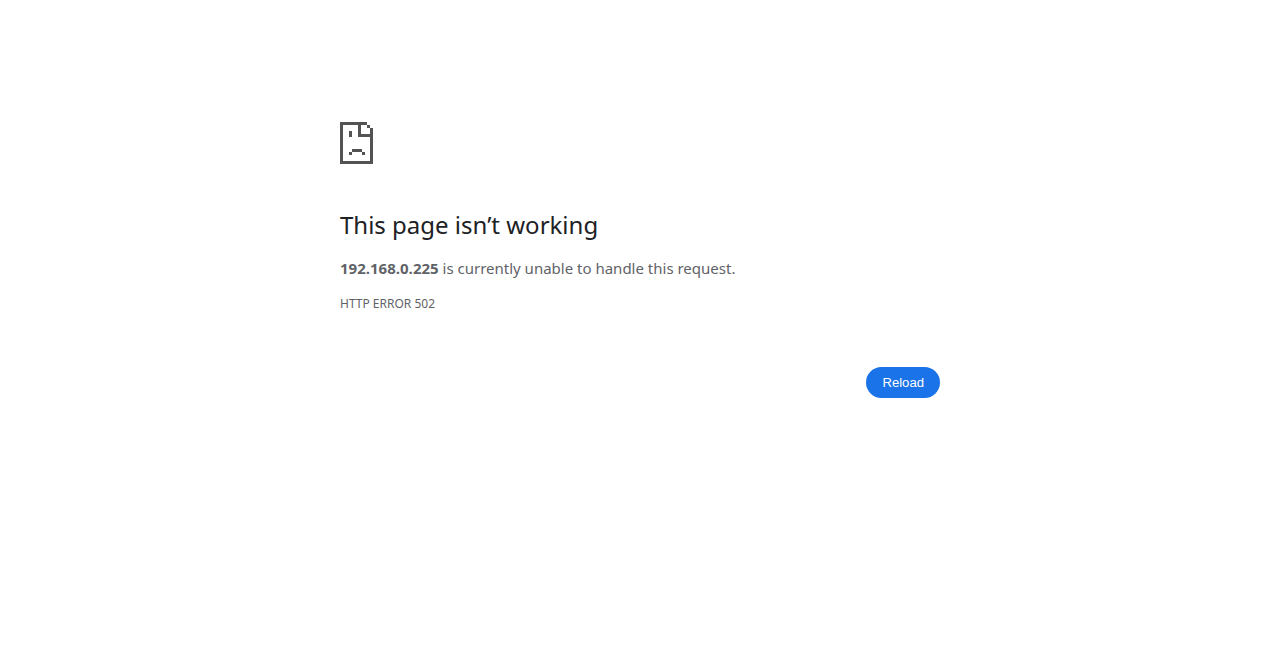 This page isn’t working
192.168.0.225 is currently unable to handle this request.
HTTP ERROR 502
Reload